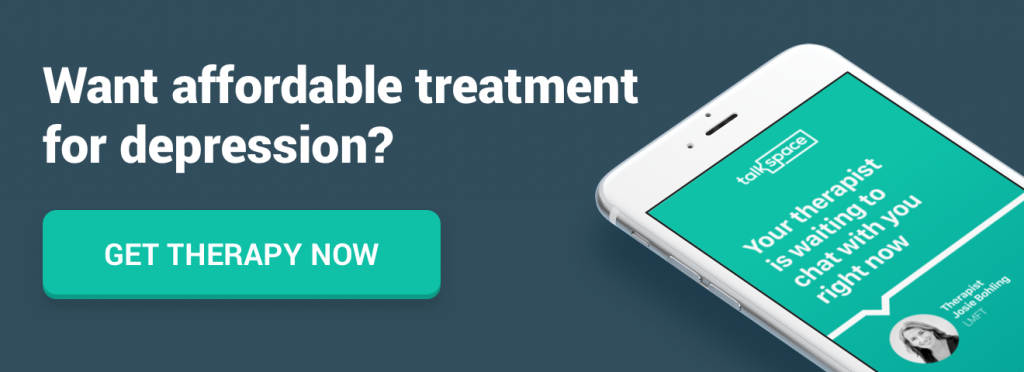 Want affordable treatment
for depression?
GET THERAPY NOW
talkspace
Your therapist
is waiting to
chat with you
right now
Therapist
Josie Bohling
LMFT